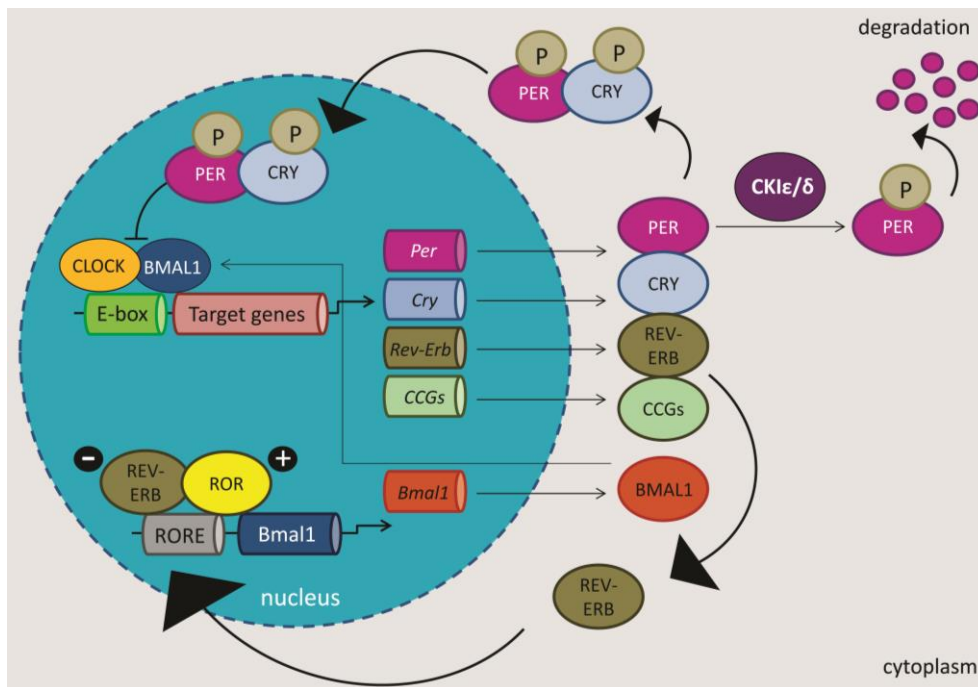 degradation
P
P
PER
CRY
P
P
PER
CRY
CKIε/δ
P
PER
PER
CLOCK
BMAL1
Per
CRY
E-box
Target genes
Cry
Rev-Erb
REV-
ERB
CCGs
CCGs
-
REV-
ERB
ROR
+
Bmal1
BMAL1
RORE
Bmal1
nucleus
REV-
ERB
cytoplasm